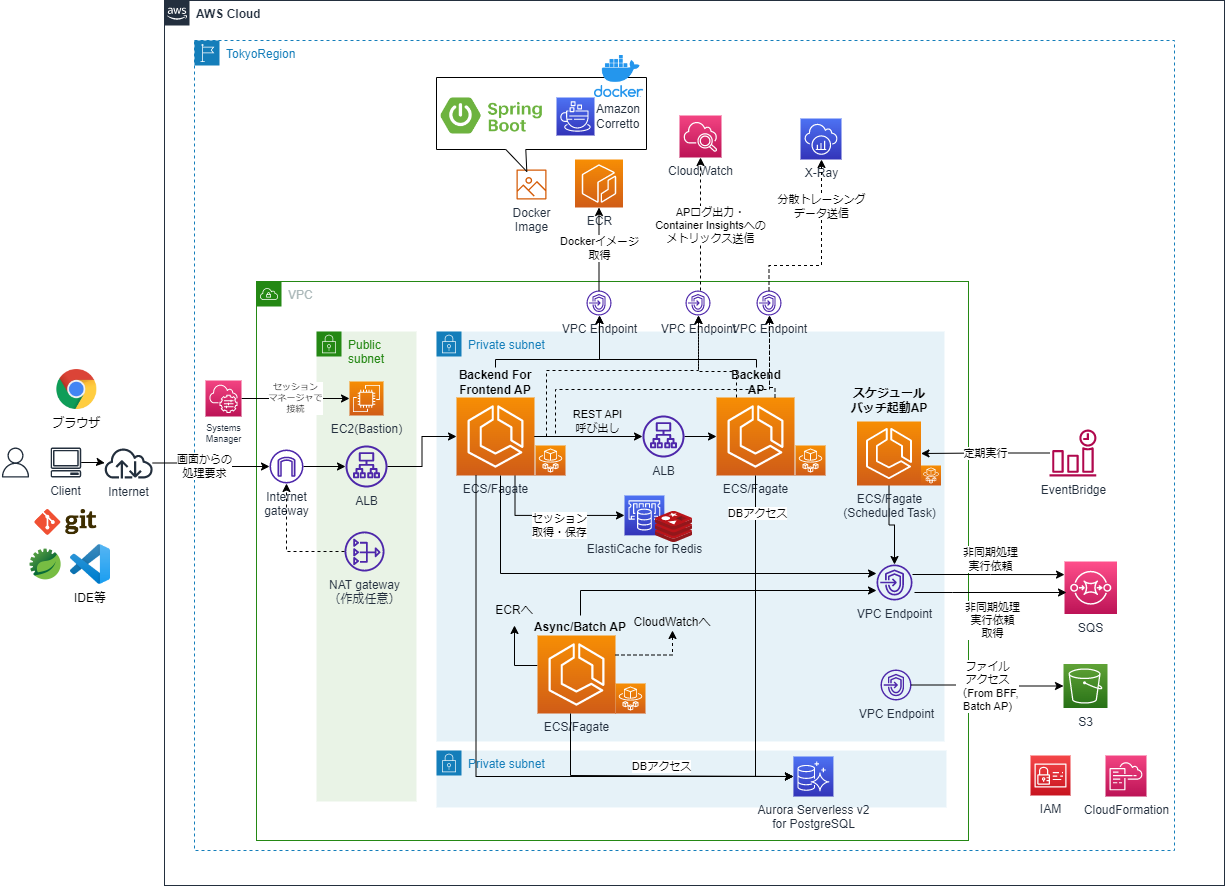 aws
AWS Cloud
TokyoRegion
docker
Spring
Boot
Amazon
Corretto
Docker
Image
ECR
CloudWatch
X-Ray
Dockerイメージ
取得
APログ出力・
Container Insightsへの
メトリックス送信
分散トレーシング
データ送信
VPC
VPC Endpoint
VPC Endpoint
VPC Endpoint
Public
subnet
Private subnet
ブラウザ
Client
Internet
git
IDE等
画面からの
処理要求
Systems
Manager
セッション
マネージャで
接続
EC2(Bastion)
Internet
gateway
ALB
NAT gateway
（作成任意）
Backend For
Frontend AP
ECS/Fagate
REST API
呼び出し
ALB
Backend
AP
ECS/Fagate
スケジュール
バッチ起動AP
ECS/Fagate
(Scheduled Task)
定期実行
EventBridge
セッション
取得・保存
ElastiCache for Redis
DBアクセス
VPC Endpoint
非同期処理
実行依頼
非同期処理
実行依頼
取得
SQS
ECRへ
Async/Batch AP
CloudWatchへ
ECS/Fagate
VPC Endpoint
ファイル
アクセス
（From BFF,
Batch AP)
S3
Private subnet
DBアクセス
Aurora Serverless v2
for PostgreSQL
IAM
CloudFormation